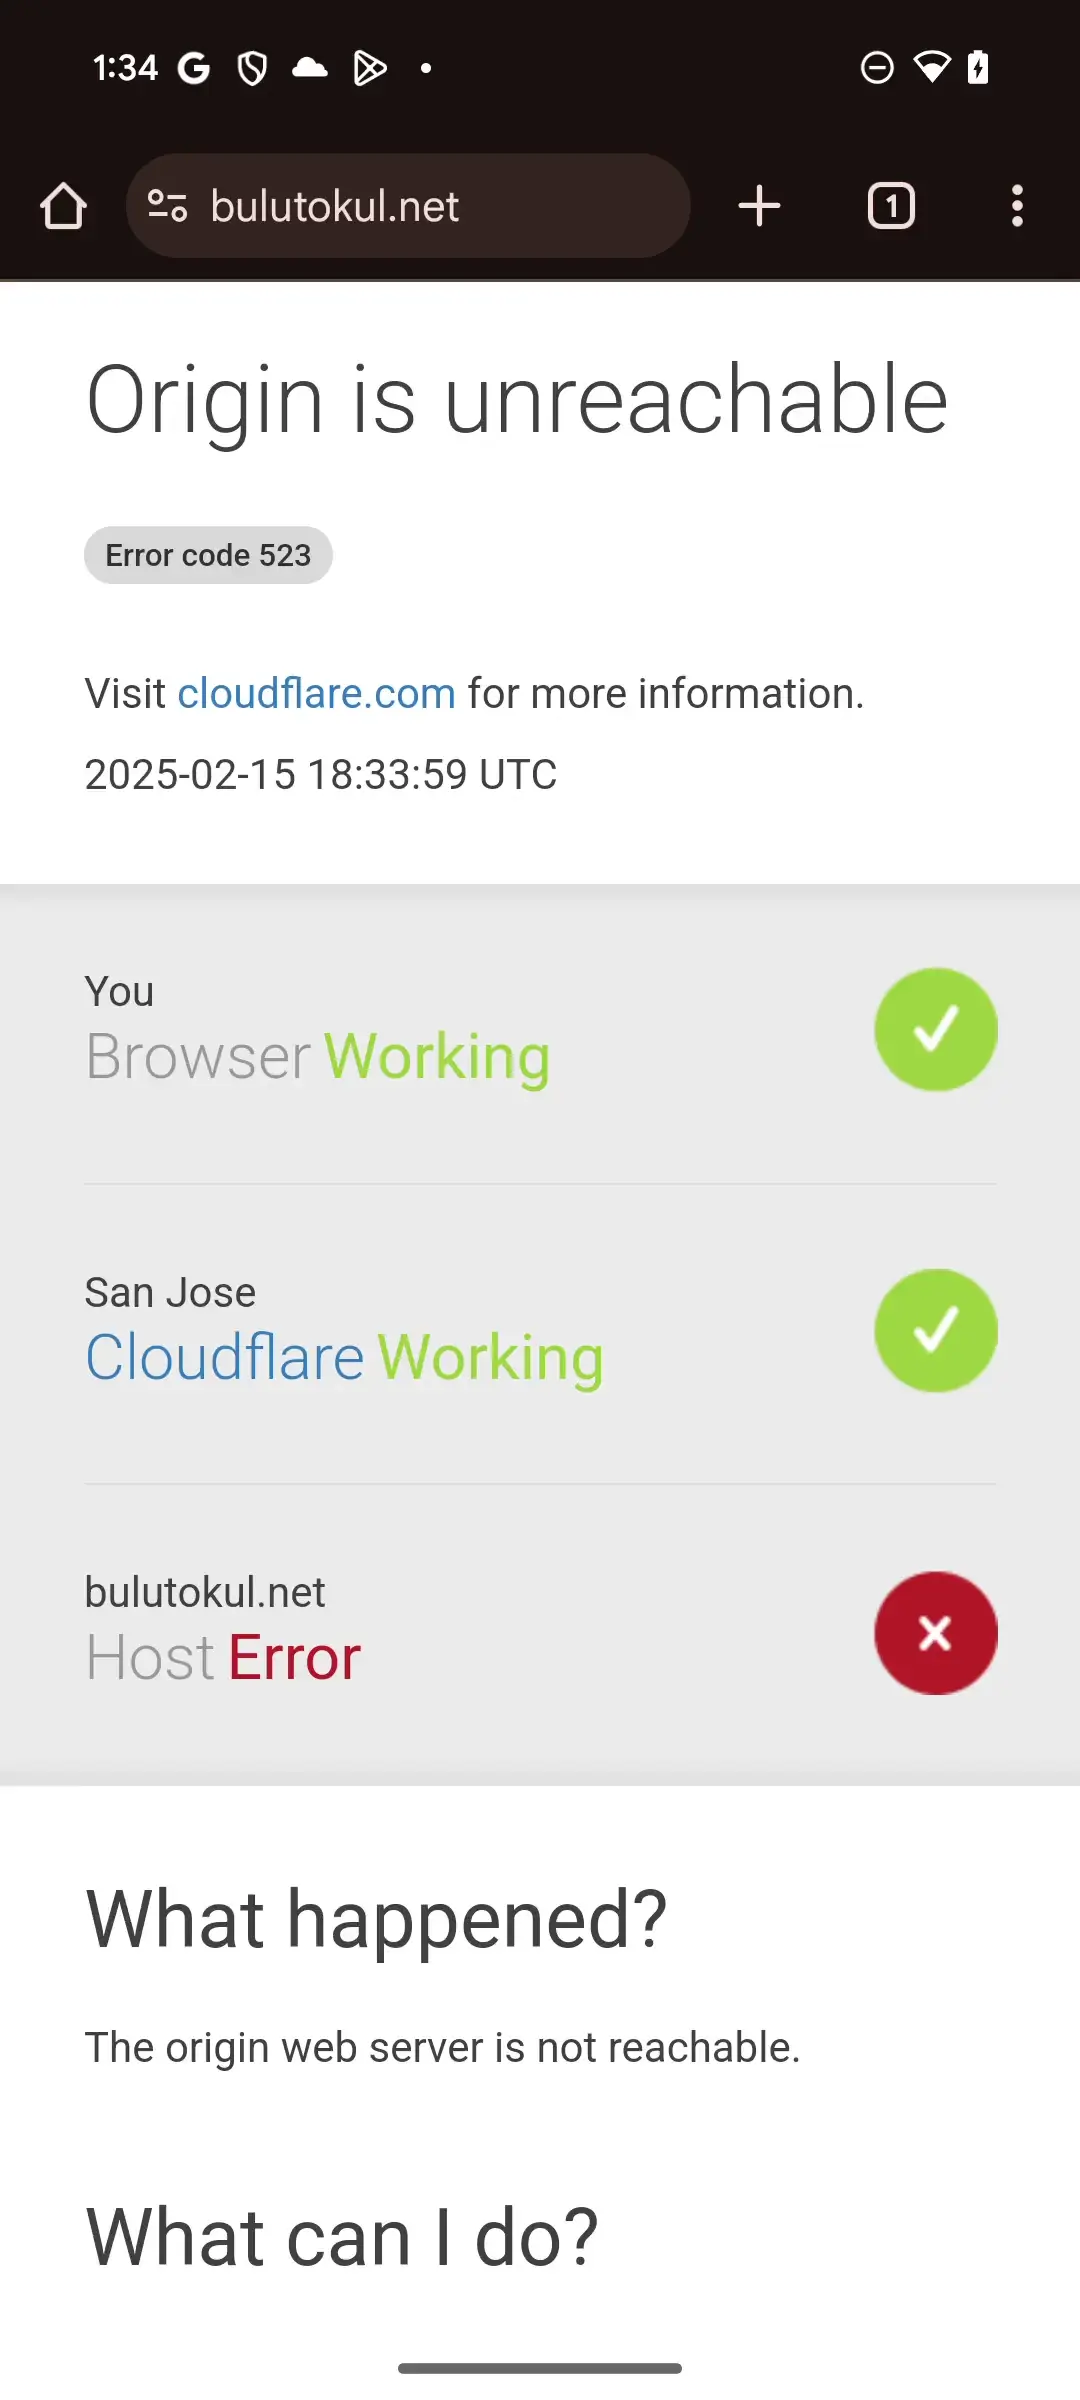 1:34
bulutokul.net
1
Origin is unreachable
Error code 523
Visit cloudflare.com for more information.
2025-02-15 18:33:59 UTC
You
Browser Working
San Jose
Cloudflare Working
bulutokul.net
Host Error
What happened?
The origin web server is not reachable.
What can I do?